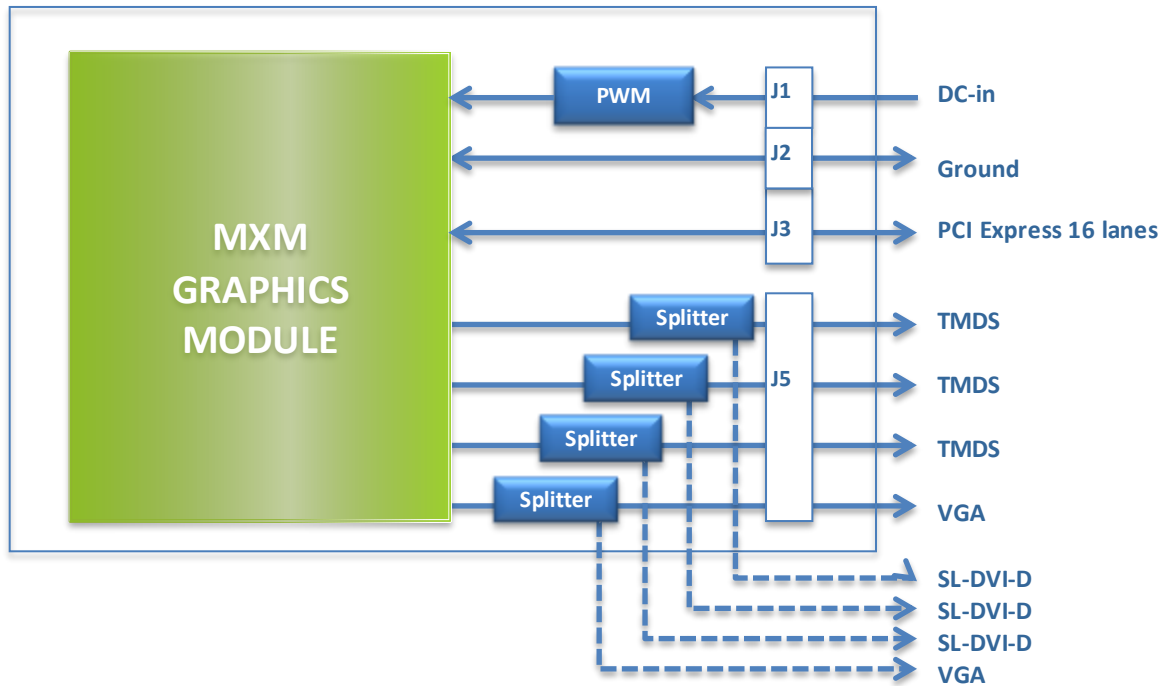 PWM
J1
DC-in
J2
Ground
J3
PCI Express 16 lanes
MXM
GRAPHICS
MODULE
Splitter
TMDS
Splitter
J5
TMDS
Splitter
TMDS
Splitter
VGA
SL-DVI-D
SL-DVI-D
SL-DVI-D
VGA